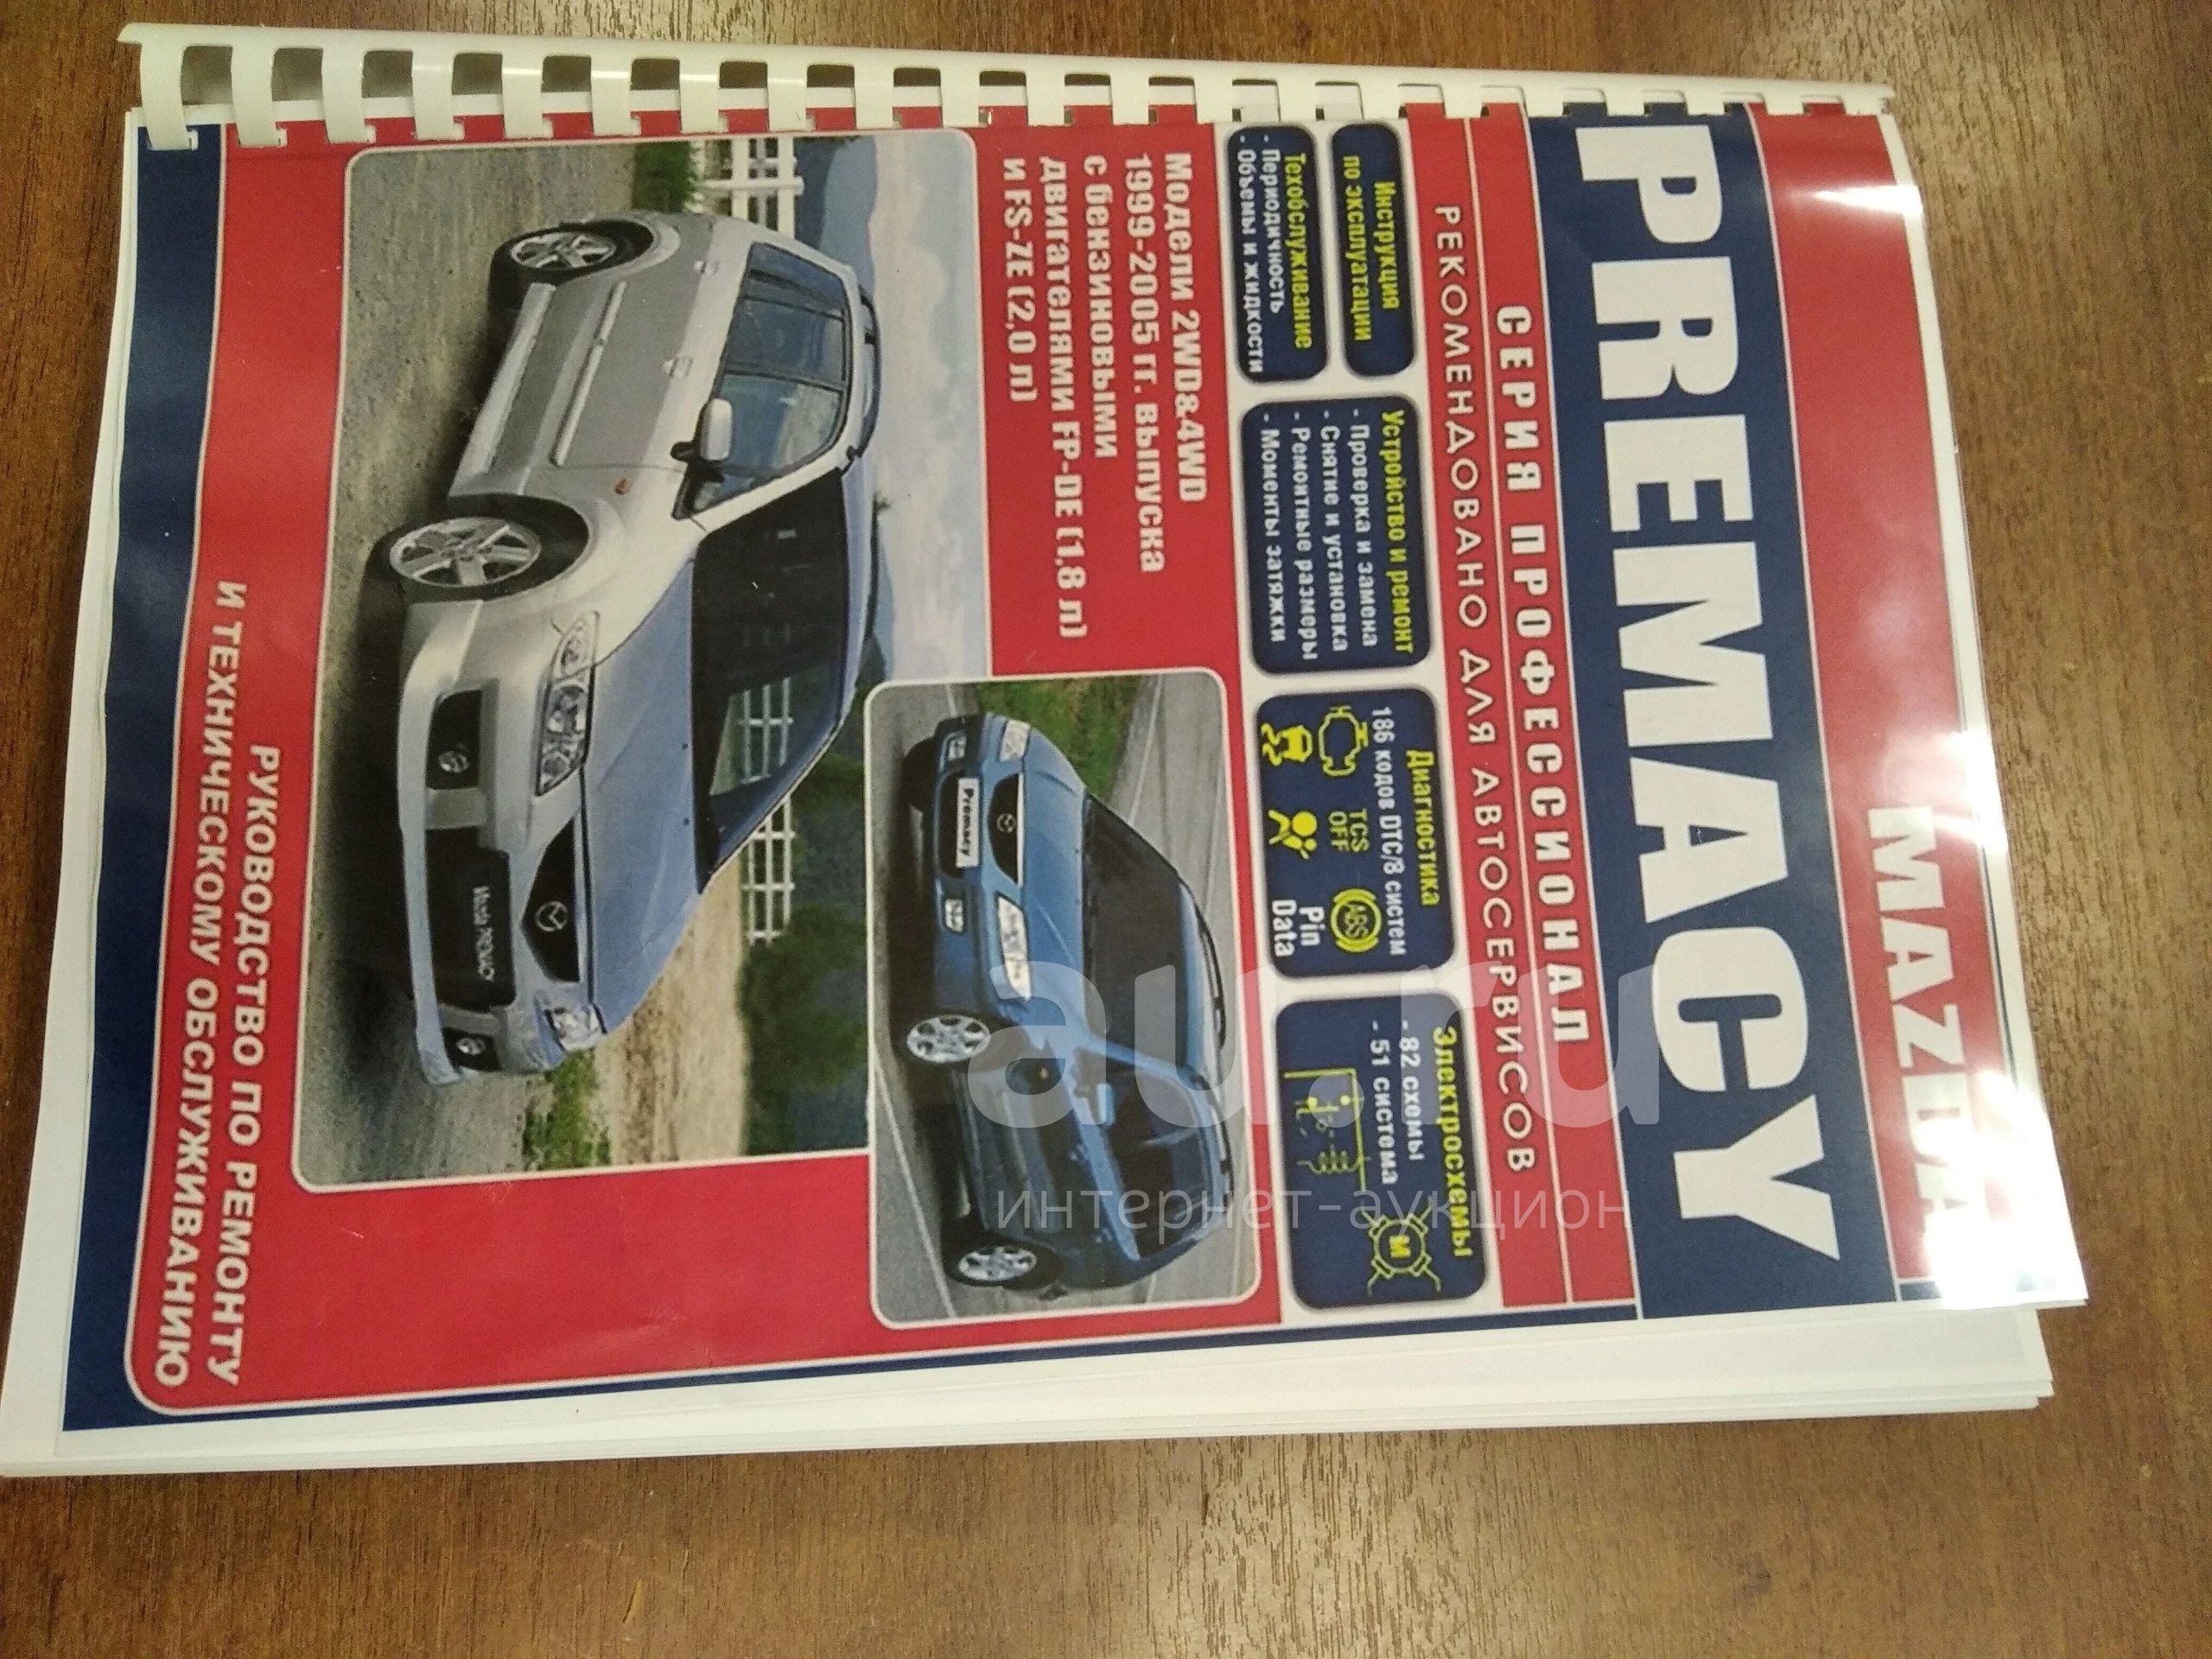 MAZDA
PREMACY
СЕРИЯ ПРОФЕССИОНАЛ
РЕКОМЕНДОВАНО ДЛЯ АВТОСЕРВИСОВ
Инструкция
по эксплуатации
Техобслуживание
- Периодичность
- Объемы и жидкости
Устройство и ремонт
- Проверка и замена
- Снятие и установка
- Ремонтные размеры
- Моменты затяжки
Диагностика
186 кодов DTC/8 систем
TCS
OFF
ABS
Pin
Data
Электросхемы
- 82 схемы
- 51 система
M
Модели 2WD&4WD
1999-2005 гг. выпуска
с бензиновыми
двигателями FP-DE (1,8 л)
и FS-ZE (2,0 л)
Premacy
Mazda PREMACY
РУКОВОДСТВО ПО РЕМОНТУ
И ТЕХНИЧЕСКОМУ ОБСЛУЖИВАНИЮ
au.ru
интернет-аукцион